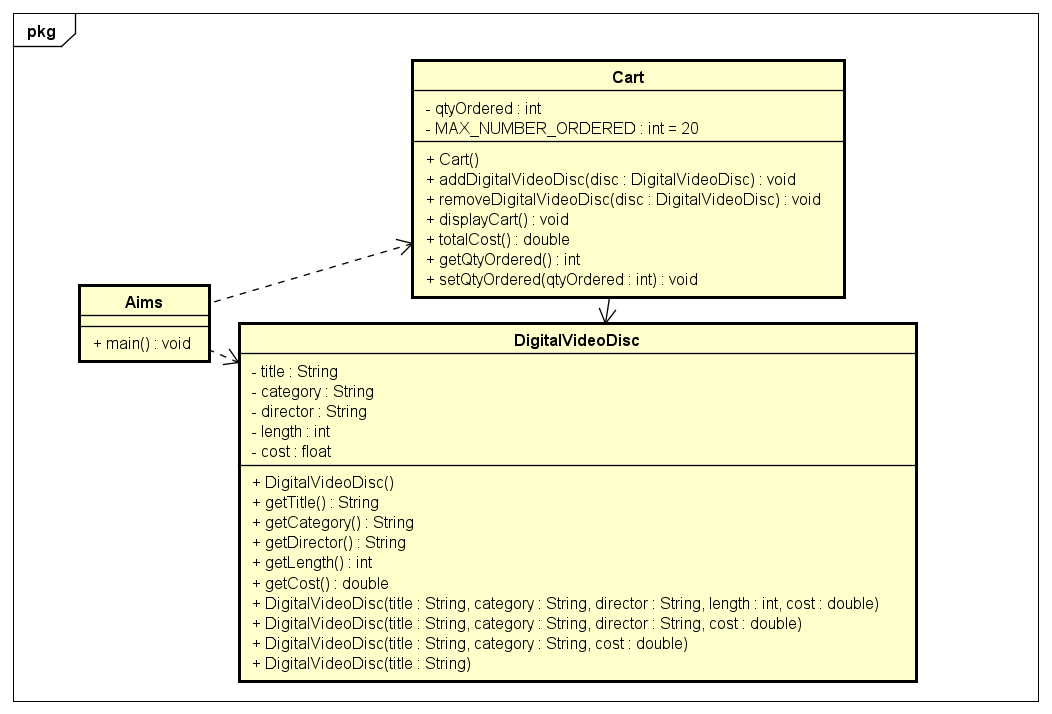 pkg
Cart
- qtyOrdered : int
- MAX_NUMBER_ORDERED : int = 20
+ Cart()
+ addDigitalVideoDisc(disc : DigitalVideoDisc) : void
+ removeDigitalVideoDisc(disc : DigitalVideoDisc) : void
+ displayCart() : void
+ totalCost() : double
+ getQtyOrdered() : int
+ setQtyOrdered(qtyOrdered : int) : void
Aims
+ main() : void
DigitalVideoDisc
- title : String
- category : String
- director : String
- length : int
- cost : float
+ DigitalVideoDisc()
+ getTitle() : String
+ getCategory() : String
+ getDirector() : String
+ getLength() : int
+ getCost() : double
+ DigitalVideoDisc(title : String, category : String, director : String, length : int, cost : double)
+ DigitalVideoDisc(title : String, category : String, director : String, cost : double)
+ DigitalVideoDisc(title : String, category : String, cost : double)
+ DigitalVideoDisc(title : String)